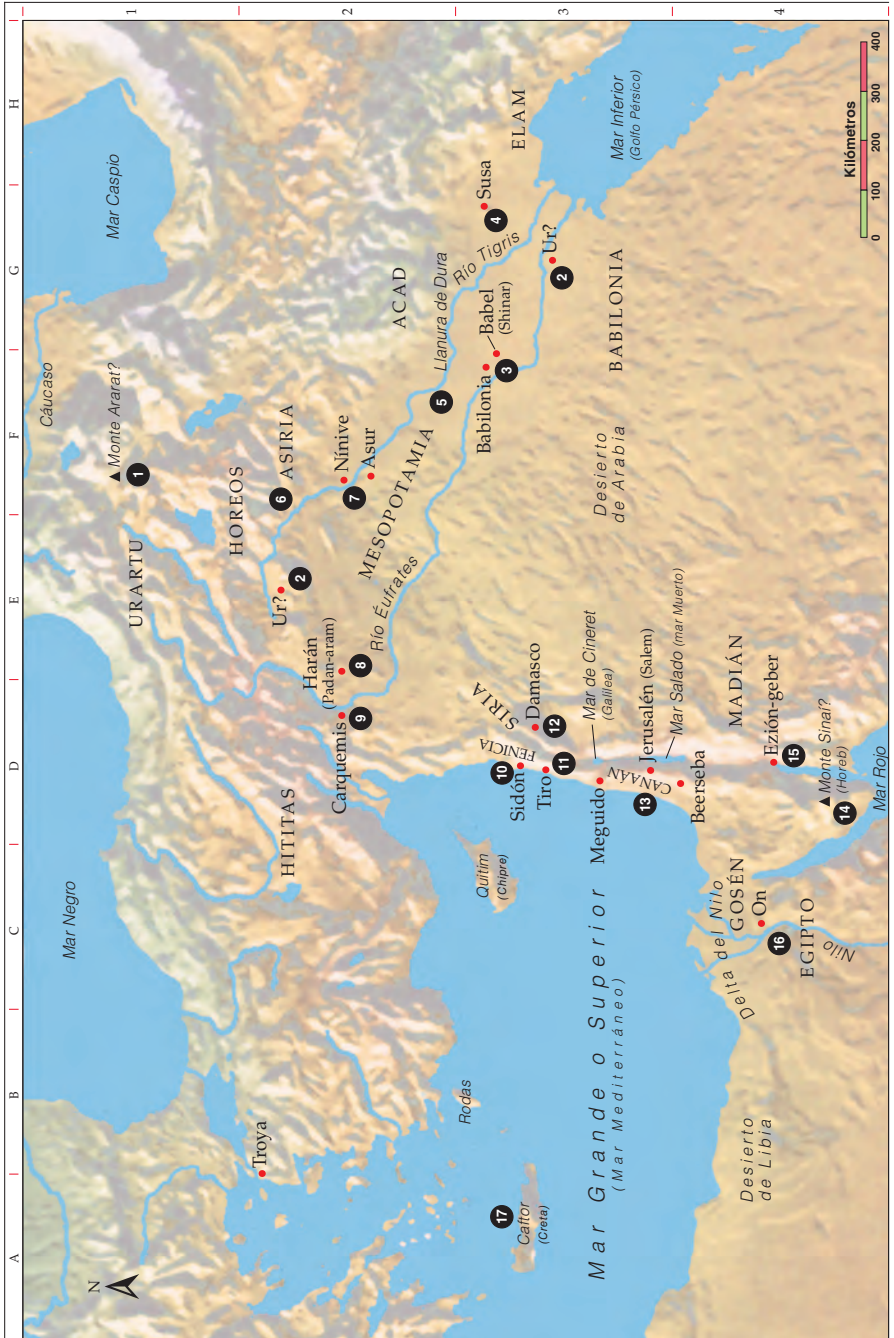 A
B
C
D
E
F
G
H
1
2
3
4
N
Mar Negro
Cáucaso
Mar Caspio
Monte Ararat?
1
URARTU
Troya
HITITAS
HOREOS
6
ASIRIA
Ur?
2
Nínive
7
Asur
Harán
(Padan-aram)
8
Carquemis
9
MESOPOTAMIA
Río Éufrates
ACAD
5
Llanura de Dura
Río Tigris
Susa
4
ELAM
Babilonia
3
Babel
(Shinar)
Ur?
2
BABILONIA
Mar Inferior
(Golfo Pérsico)
Rodas
17
Caftor
(Creta)
Quitim
(Chipre)
Mar Grande o Superior
(Mar Mediterráneo)
SIRIA
FENICIA
10
Sidón
Tiro
11
Damasco
12
Mar de Cineret
(Galilea)
Meguido
CANAÁN
13
Jerusalén (Salem)
Mar Salado (mar Muerto)
Beerseba
Desierto
de Arabia
MADIÁN
Ezión-geber
15
Monte Sinaí?
(Horeb)
14
Mar Rojo
Delta del Nilo
GOSÉN
On
16
EGIPTO
Nilo
Desierto
de Libia
Kilómetros
0 100 200 300 400